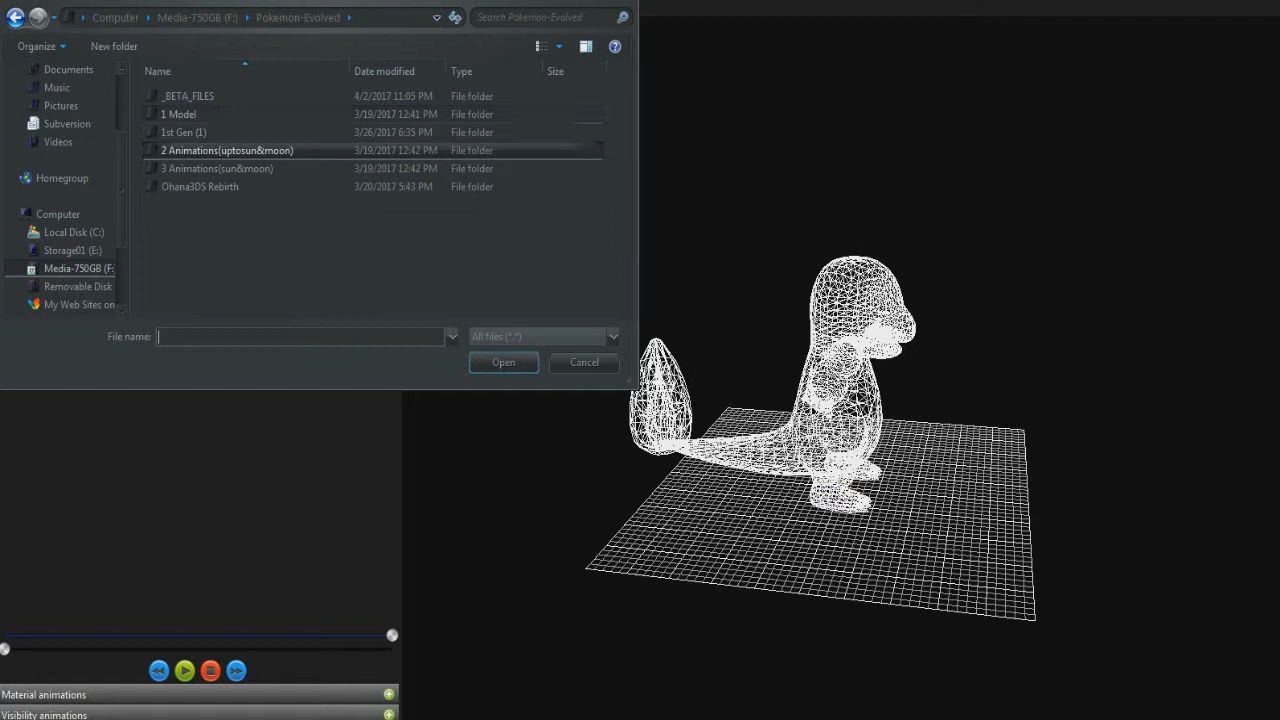 Computer ▸ Media-750GB (F:) ▸ Pokemon-Evolved ▸
Search Pokemon-Evolved
Organize
New folder
Name
Date modified
Type
Size
Documents
Music
Pictures
Subversion
Videos
Homegroup
Computer
Local Disk (C:)
Storage01 (E:)
Media-750GB (F:
Removable Disk
My Web Sites on
_BETA_FILES 4/2/2017 11:05 PM File folder
1 Model 3/19/2017 12:41 PM File folder
1st Gen (1) 3/26/2017 6:35 PM File folder
2 Animations(uptosun&moon) 3/19/2017 12:42 PM File folder
3 Animations(sun&moon) 3/19/2017 12:42 PM File folder
Ohana3DS Rebirth 3/20/2017 5:43 PM File folder
File name:
All files (*.*)
Open
Cancel
Material animations
Visibility animations